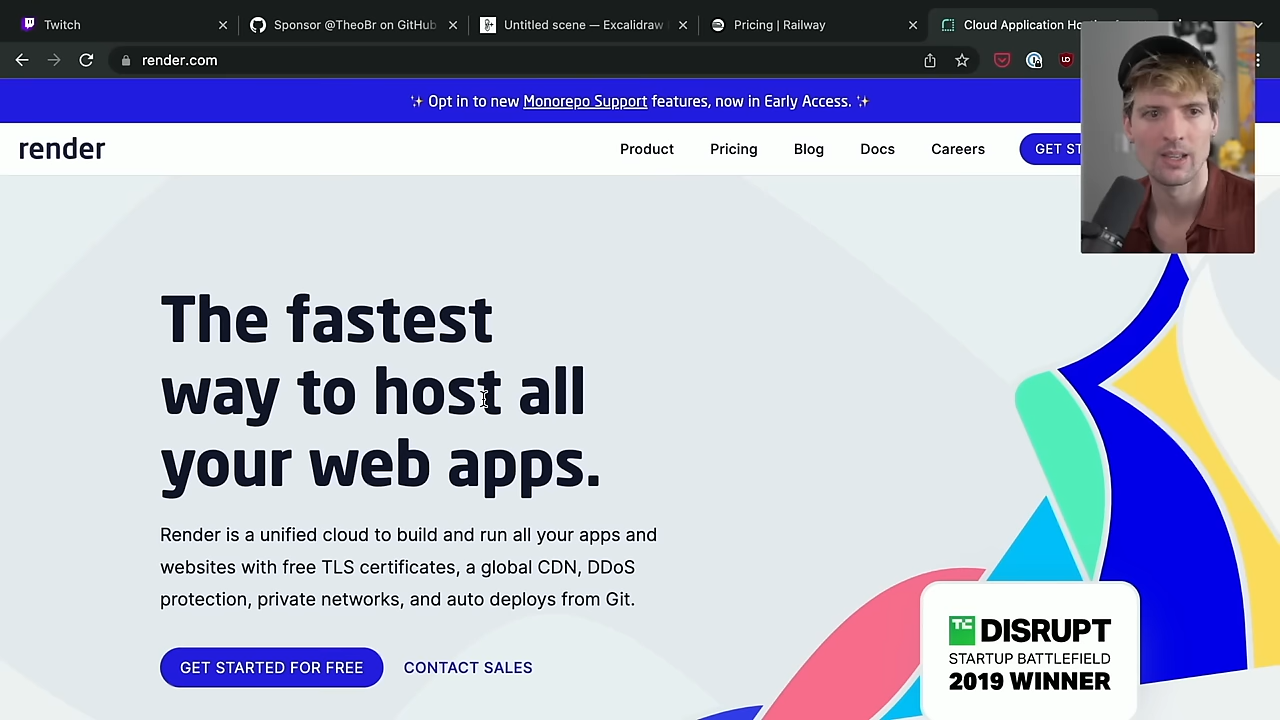 Twitch
Sponsor @TheoBr on GitHub
Untitled scene — Excalidraw
Pricing | Railway
Cloud Application
render.com
✨ Opt in to new Monorepo Support features, now in Early Access. ✨
render
Product
Pricing
Blog
Docs
Careers
GET
The fastest
way to host all
your web apps.
Render is a unified cloud to build and run all your apps and
websites with free TLS certificates, a global CDN, DDoS
protection, private networks, and auto deploys from Git.
GET STARTED FOR FREE
CONTACT SALES
TC DISRUPT
STARTUP BATTLEFIELD
2019 WINNER